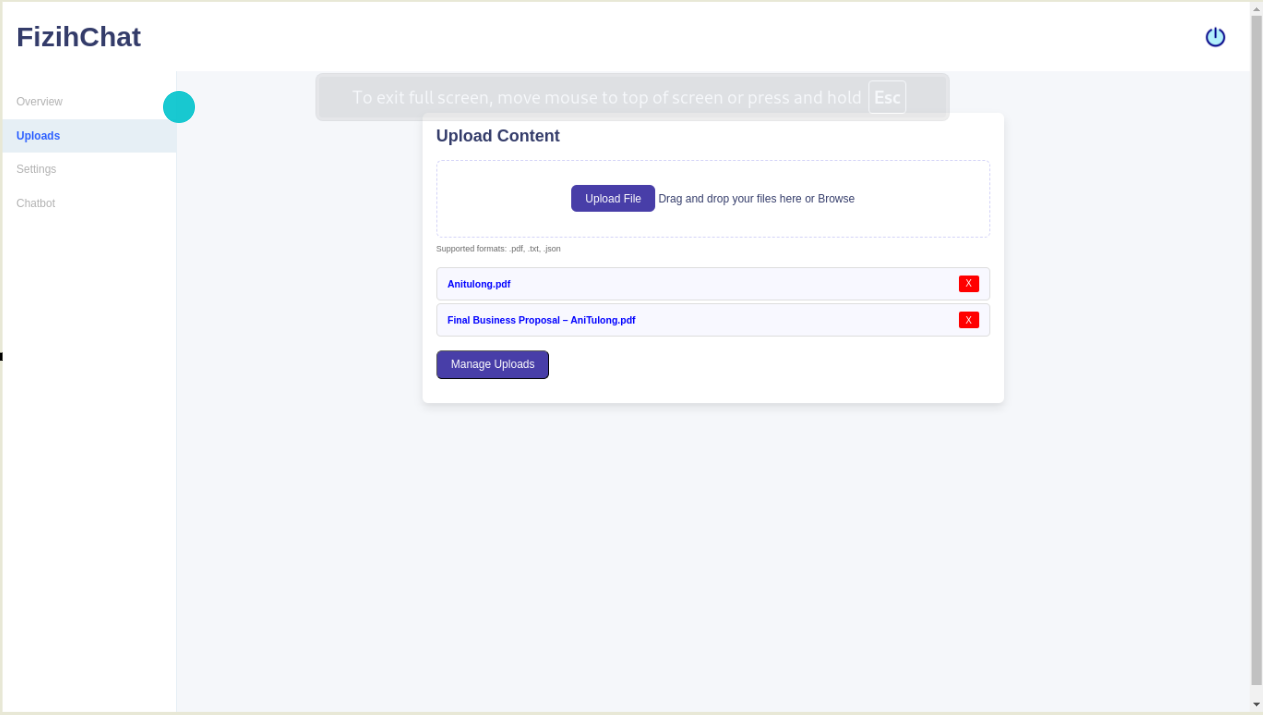 FizihChat
To exit full screen, move mouse to top of screen or press and hold Esc
Overview
Uploads
Settings
Chatbot
Upload Content
Upload File Drag and drop your files here or Browse
Supported formats: .pdf, .txt, .json
Anitulong.pdf X
Final Business Proposal – AniTulong.pdf X
Manage Uploads